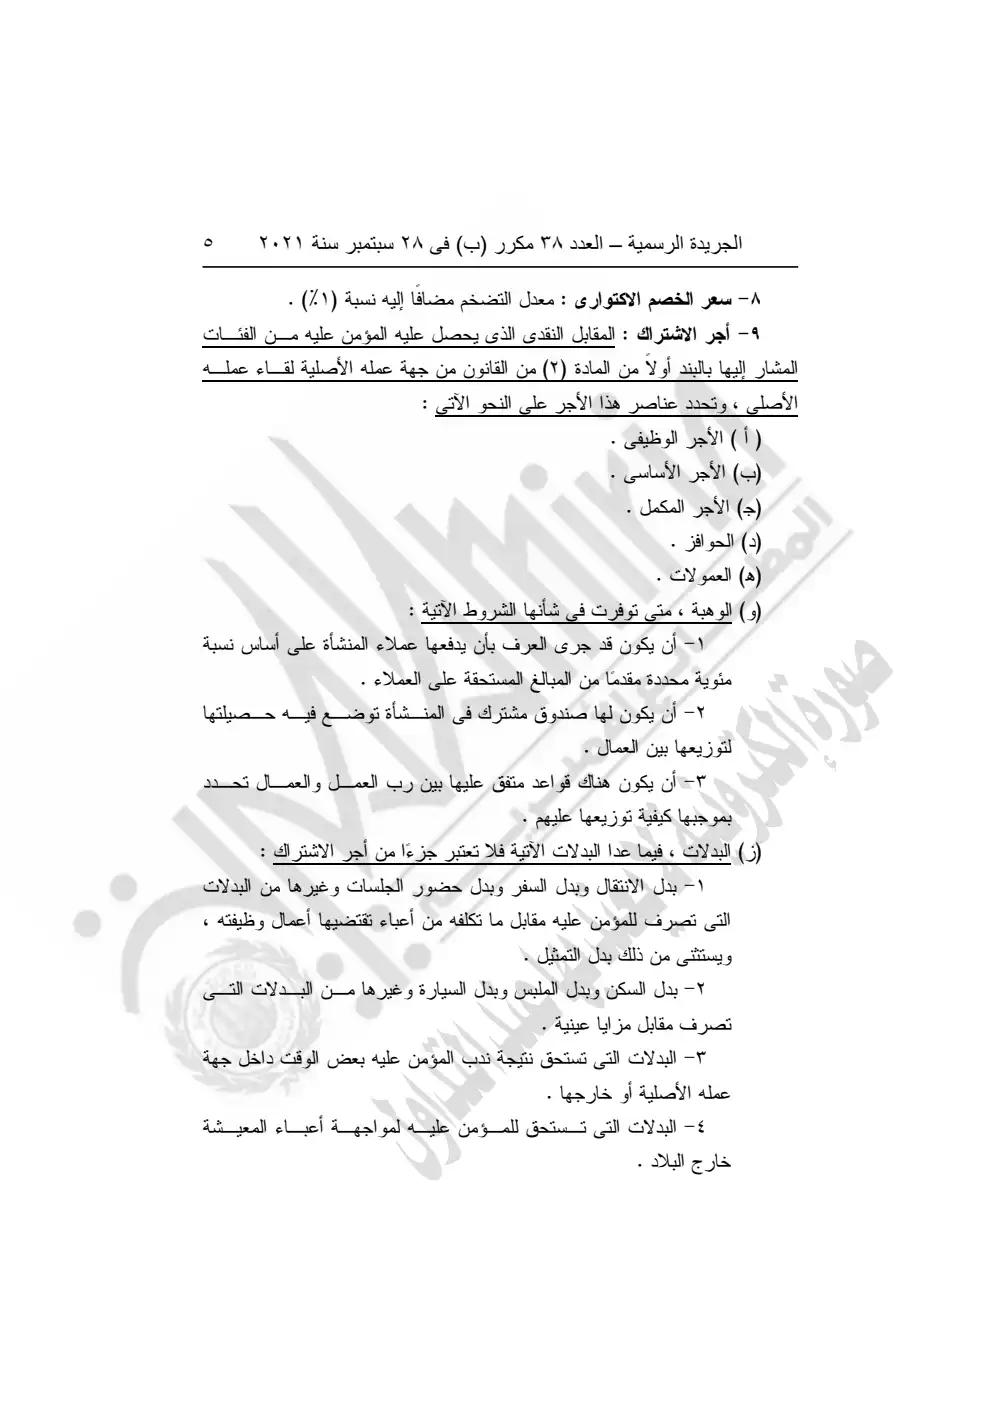 الجريدة الرسمية – العدد ٣٨ مكرر (ب) فى ٢٨ سبتمبر سنة ٢٠٢١ ٥
٨- سعر الخصم الاكتوارى : معدل التضخم مضافًا إليه نسبة (١٪) .
٩- أجر الاشتراك : المقابل النقدى الذى يحصل عليه المؤمن عليه من الفئات
المشار إليها بالبند أولاً من المادة (٢) من القانون من جهة عمله الأصلية لقاء عمله
الأصلى ، وتحدد عناصر هذا الأجر على النحو الآتى :
( أ ) الأجر الوظيفى .
(ب) الأجر الأساسى .
(ج) الأجر المكمل .
(د) الحوافز .
(ه) العمولات .
(و) الوهبة ، متى توفرت فى شأنها الشروط الآتية :
١- أن يكون قد جرى العرف بأن يدفعها عملاء المنشأة على أساس نسبة
مئوية محددة مقدمًا من المبالغ المستحقة على العملاء .
٢- أن يكون لها صندوق مشترك فى المنشأة توضع فيه حصيلتها
لتوزيعها بين العمال .
٣- أن يكون هناك قواعد متفق عليها بين رب العمل والعمال تحدد
بموجبها كيفية توزيعها عليهم .
(ز) البدلات ، فيما عدا البدلات الآتية فلا تعتبر جزءًا من أجر الاشتراك :
١- بدل الانتقال وبدل السفر وبدل حضور الجلسات وغيرها من البدلات
التى تصرف للمؤمن عليه مقابل ما تكلفه من أعباء تقتضيها أعمال وظيفته ،
ويستثنى من ذلك بدل التمثيل .
٢- بدل السكن وبدل الملبس وبدل السيارة وغيرها من البدلات التى
تصرف مقابل مزايا عينية .
٣- البدلات التى تستحق نتيجة ندب المؤمن عليه بعض الوقت داخل جهة
عمله الأصلية أو خارجها .
٤- البدلات التى تستحق للمؤمن عليه لمواجهة أعباء المعيشة
خارج البلاد .
صورة إلكترونية لا يعتد بها عند التداول